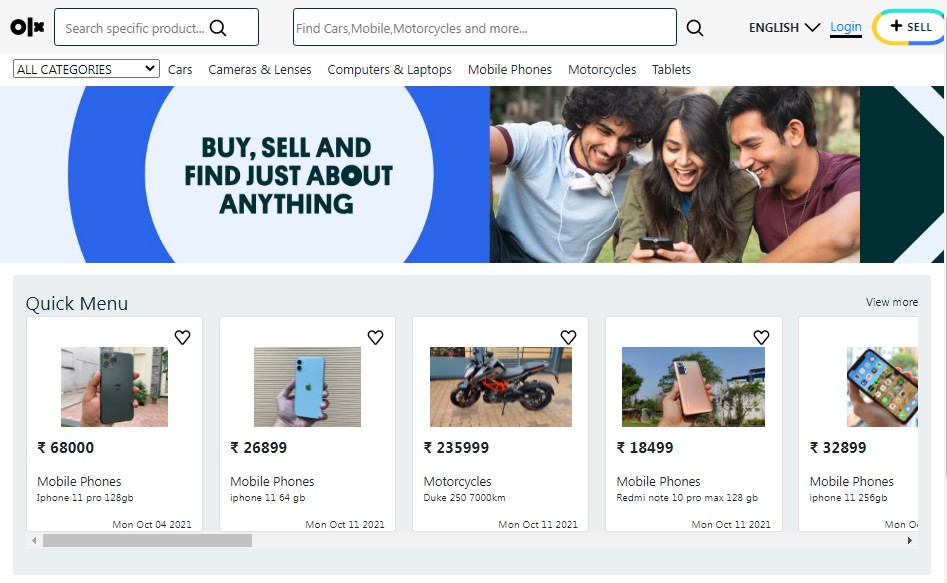 olx
Search specific product...
Find Cars,Mobile,Motorcycles and more...
ENGLISH
Login
+ SELL
ALL CATEGORIES
Cars
Cameras & Lenses
Computers & Laptops
Mobile Phones
Motorcycles
Tablets
BUY, SELL AND
FIND JUST ABOUT
ANYTHING
Quick Menu
View more
₹ 68000
Mobile Phones
Iphone 11 pro 128gb
Mon Oct 04 2021
₹ 26899
Mobile Phones
iphone 11 64 gb
Mon Oct 11 2021
₹ 235999
Motorcycles
Duke 250 7000km
Mon Oct 11 2021
₹ 18499
Mobile Phones
Redmi note 10 pro max 128 gb
Mon Oct 11 2021
₹ 32899
Mobile Phones
iphone 11 256gb
Mon